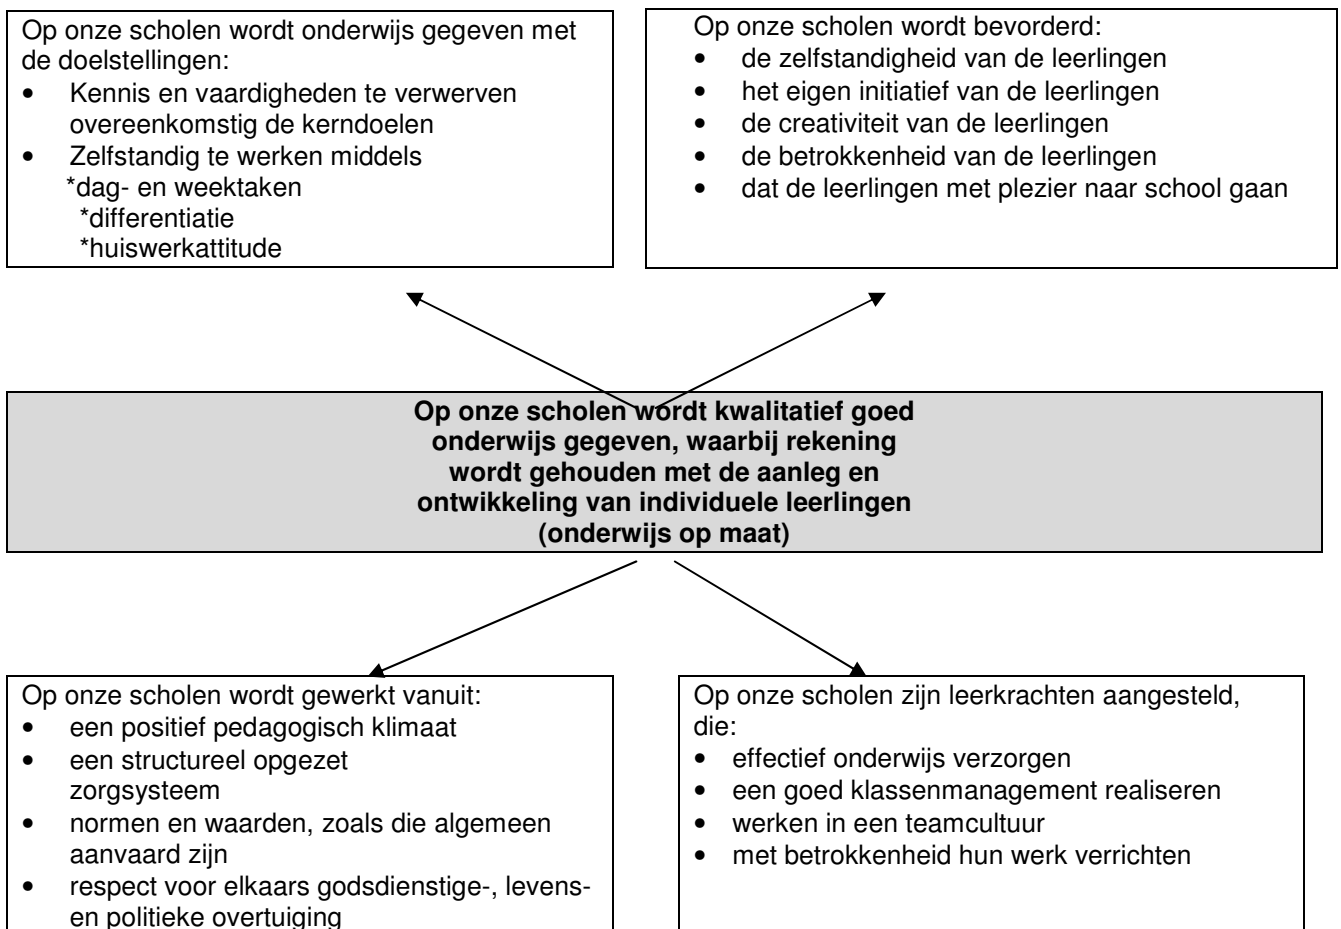 Op onze scholen wordt onderwijs gegeven met
de doelstellingen:
• Kennis en vaardigheden te verwerven
overeenkomstig de kerndoelen
• Zelfstandig te werken middels
*dag- en weektaken
*differentiatie
*huiswerkattitude
Op onze scholen wordt bevorderd:
• de zelfstandigheid van de leerlingen
• het eigen initiatief van de leerlingen
• de creativiteit van de leerlingen
• de betrokkenheid van de leerlingen
• dat de leerlingen met plezier naar school gaan
Op onze scholen wordt kwalitatief goed
onderwijs gegeven, waarbij rekening
wordt gehouden met de aanleg en
ontwikkeling van individuele leerlingen
(onderwijs op maat)
Op onze scholen wordt gewerkt vanuit:
• een positief pedagogisch klimaat
• een structureel opgezet
zorgsysteem
• normen en waarden, zoals die algemeen
aanvaard zijn
• respect voor elkaars godsdienstige-, levens-
en politieke overtuiging
Op onze scholen zijn leerkrachten aangesteld,
die:
• effectief onderwijs verzorgen
• een goed klassenmanagement realiseren
• werken in een teamcultuur
• met betrokkenheid hun werk verrichten